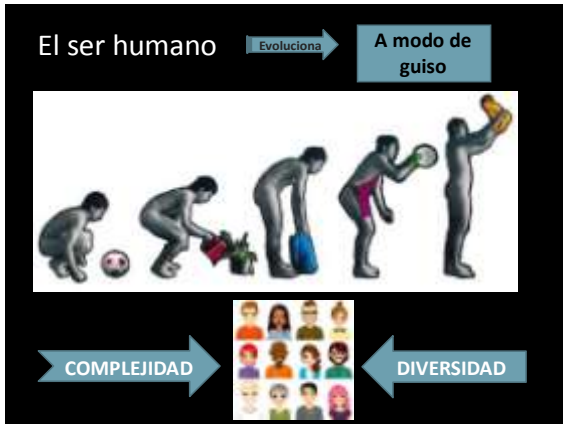 El ser humano
Evoluciona
A modo de
guiso
COMPLEJIDAD
DIVERSIDAD